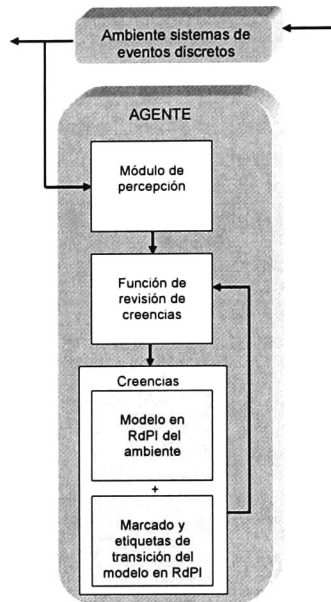 Ambiente sistemas de
eventos discretos
AGENTE
Módulo de
percepción
Función de
revisión de
creencias
Creencias
Modelo en
RdPI del
ambiente
+
Marcado y
etiquetas de
transición del
modelo en RdPI